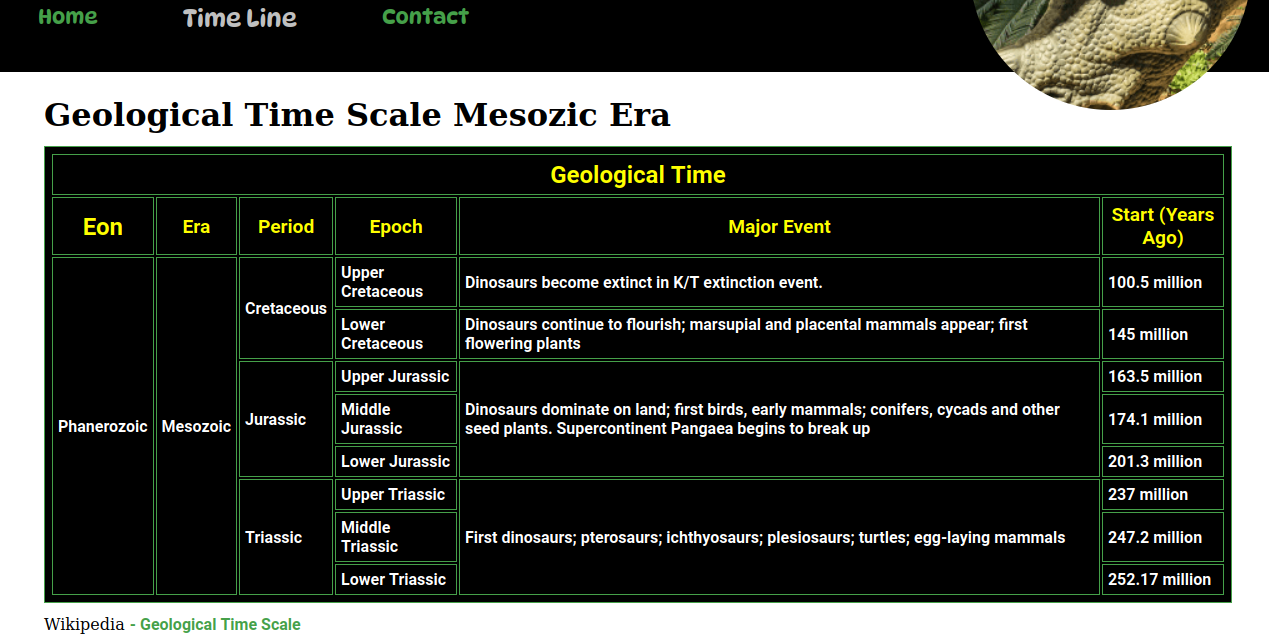 Home Time Line Contact
Geological Time Scale Mesozic Era
Geological Time
Eon Era Period Epoch Major Event Start (Years
Ago)
Phanerozoic Mesozoic Cretaceous Upper
Cretaceous Dinosaurs become extinct in K/T extinction event. 100.5 million
Lower
Cretaceous Dinosaurs continue to flourish; marsupial and placental mammals appear; first
flowering plants 145 million
Jurassic Upper Jurassic Dinosaurs dominate on land; first birds, early mammals; conifers, cycads and other
seed plants. Supercontinent Pangaea begins to break up 163.5 million
Middle
Jurassic 174.1 million
Lower Jurassic 201.3 million
Triassic Upper Triassic First dinosaurs; pterosaurs; ichthyosaurs; plesiosaurs; turtles; egg-laying mammals 237 million
Middle
Triassic 247.2 million
Lower Triassic 252.17 million
Wikipedia - Geological Time Scale